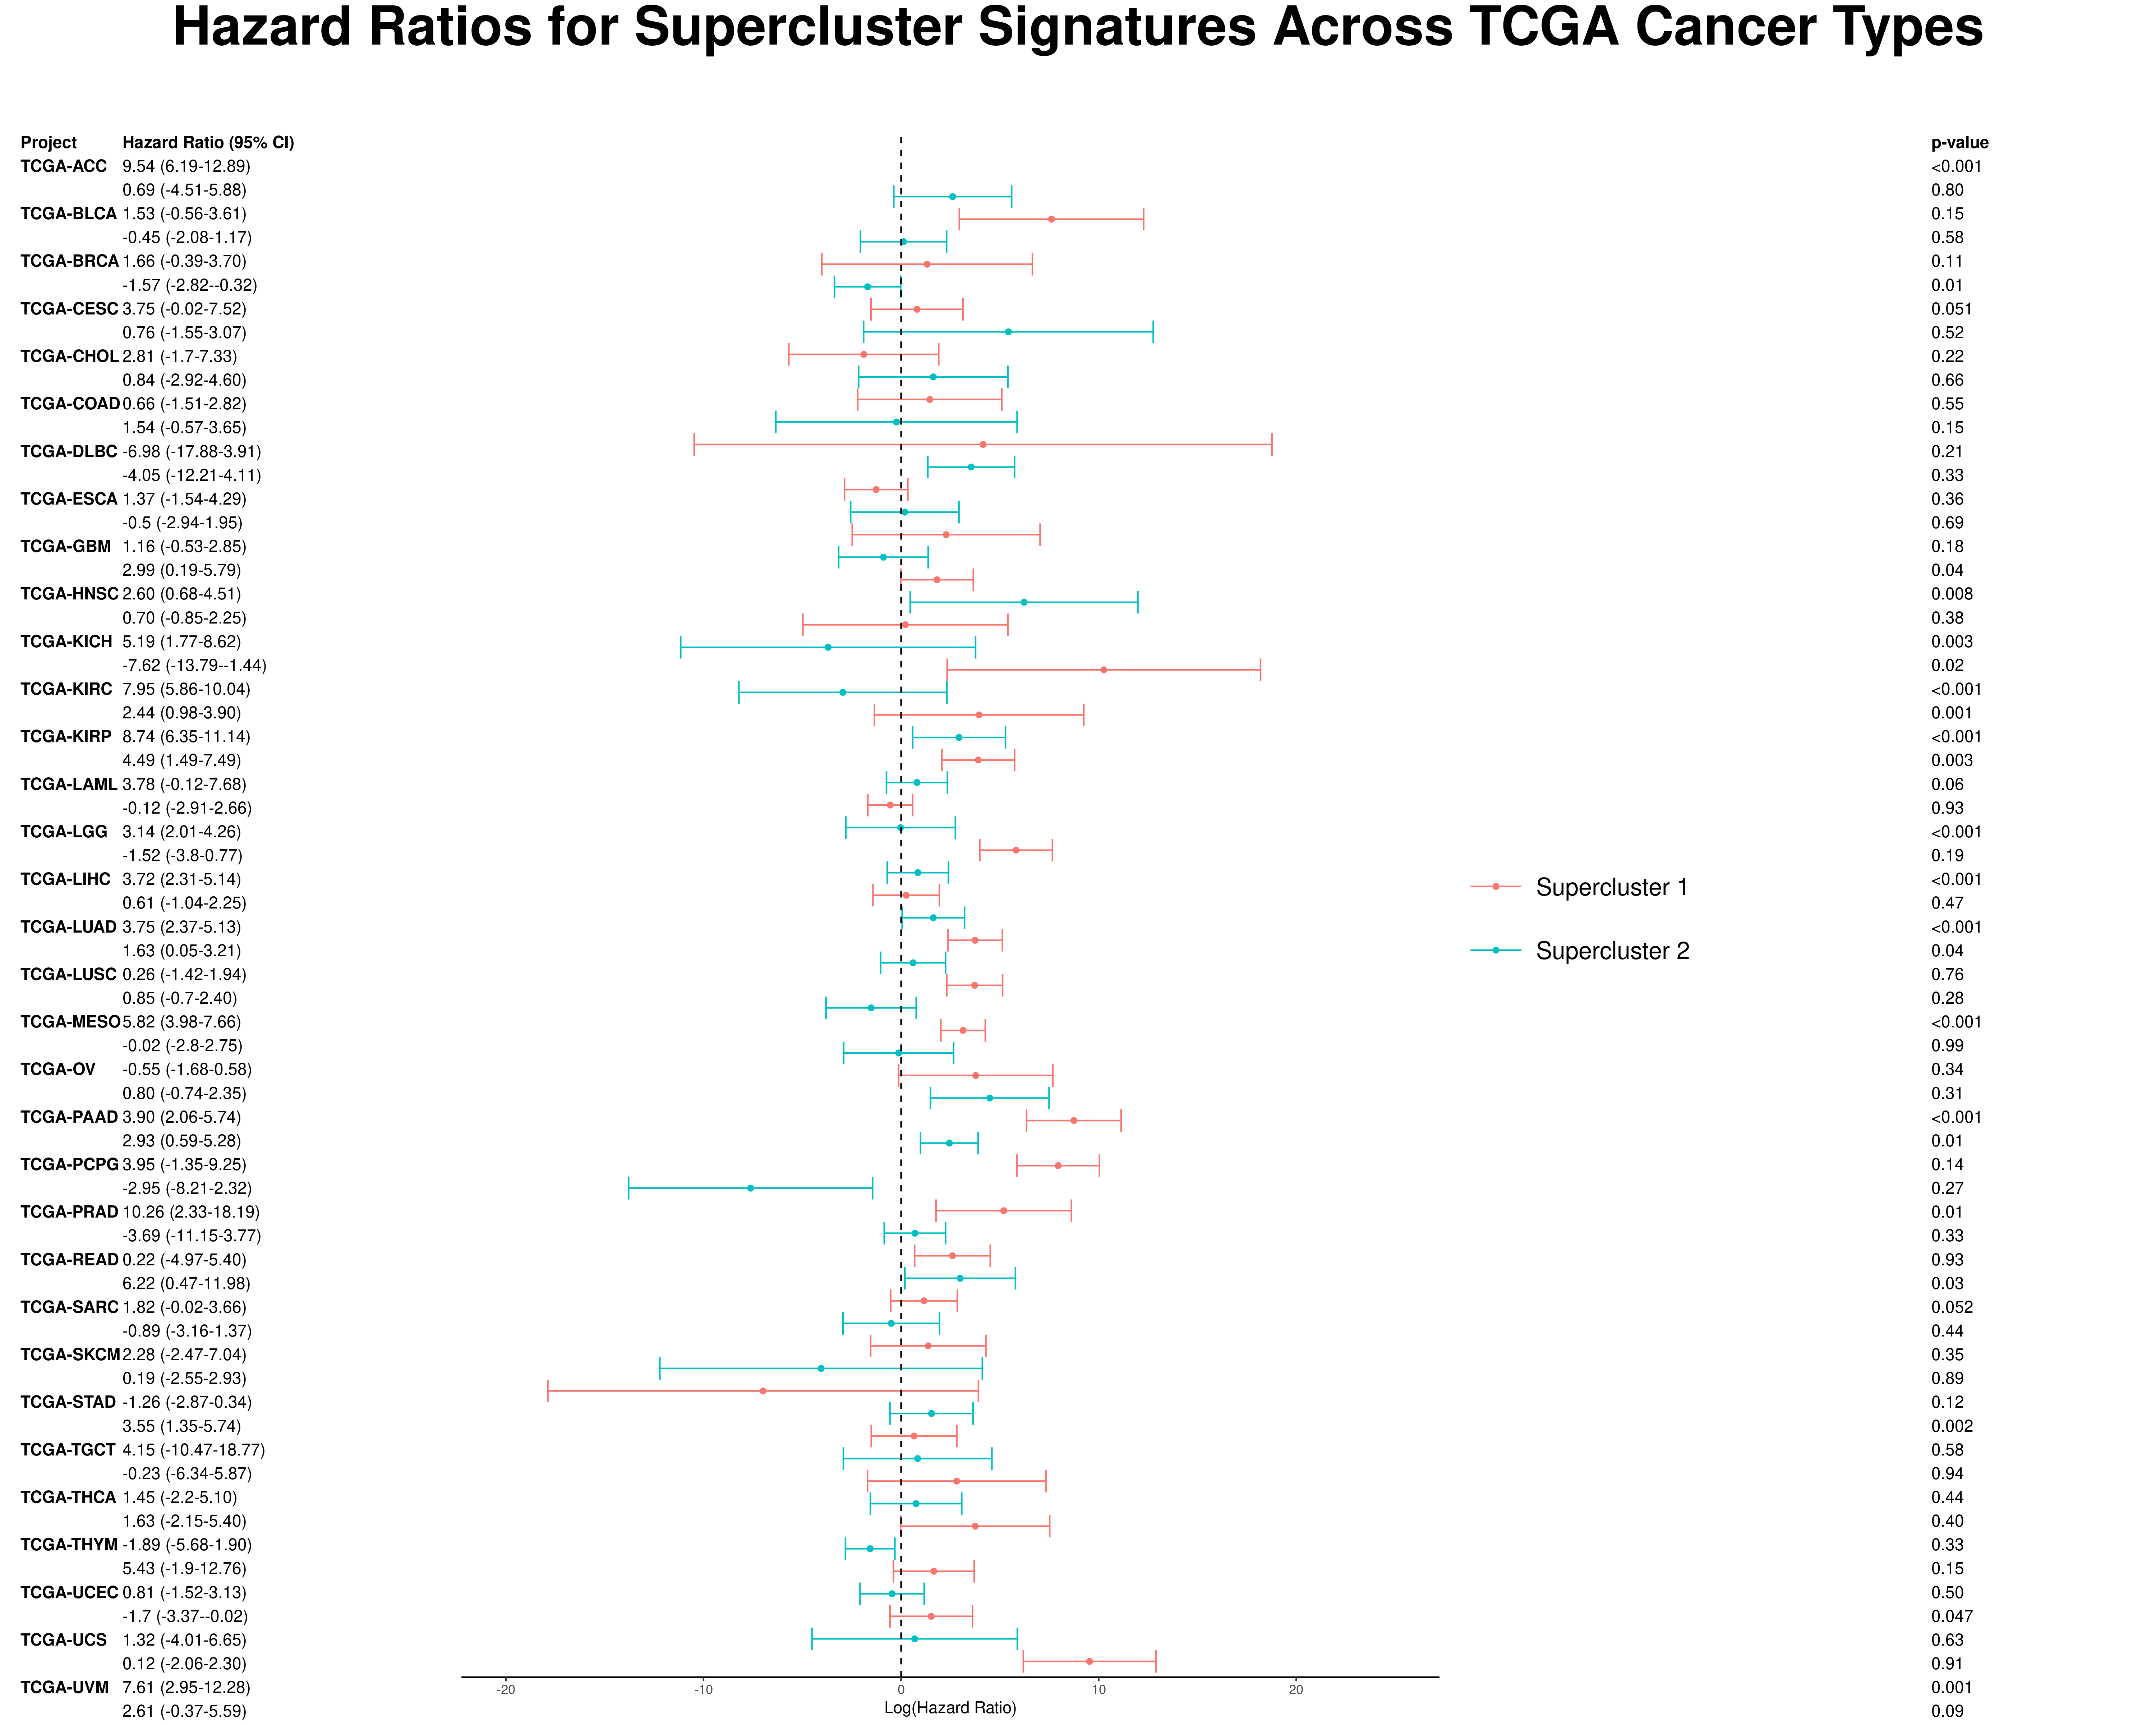 Hazard Ratios for Supercluster Signatures Across TCGA Cancer Types
Project Hazard Ratio (95% CI) p-value
TCGA-ACC 9.54 (6.19-12.89) <0.001
0.69 (-4.51-5.88) 0.80
TCGA-BLCA 1.53 (-0.56-3.61) 0.15
-0.45 (-2.08-1.17) 0.58
TCGA-BRCA 1.66 (-0.39-3.70) 0.11
-1.57 (-2.82--0.32) 0.01
TCGA-CESC 3.75 (-0.02-7.52) 0.051
0.76 (-1.55-3.07) 0.52
TCGA-CHOL 2.81 (-1.7-7.33) 0.22
0.84 (-2.92-4.60) 0.66
TCGA-COAD 0.66 (-1.51-2.82) 0.55
1.54 (-0.57-3.65) 0.15
TCGA-DLBC -6.98 (-17.88-3.91) 0.21
-4.05 (-12.21-4.11) 0.33
TCGA-ESCA 1.37 (-1.54-4.29) 0.36
-0.5 (-2.94-1.95) 0.69
TCGA-GBM 1.16 (-0.53-2.85) 0.18
2.99 (0.19-5.79) 0.04
TCGA-HNSC 2.60 (0.68-4.51) 0.008
0.70 (-0.85-2.25) 0.38
TCGA-KICH 5.19 (1.77-8.62) 0.003
-7.62 (-13.79--1.44) 0.02
TCGA-KIRC 7.95 (5.86-10.04) <0.001
2.44 (0.98-3.90) 0.001
TCGA-KIRP 8.74 (6.35-11.14) <0.001
4.49 (1.49-7.49) 0.003
TCGA-LAML 3.78 (-0.12-7.68) 0.06
-0.12 (-2.91-2.66) 0.93
TCGA-LGG 3.14 (2.01-4.26) <0.001
-1.52 (-3.8-0.77) 0.19
TCGA-LIHC 3.72 (2.31-5.14) <0.001
0.61 (-1.04-2.25) 0.47
TCGA-LUAD 3.75 (2.37-5.13) <0.001
1.63 (0.05-3.21) 0.04
TCGA-LUSC 0.26 (-1.42-1.94) 0.76
0.85 (-0.7-2.40) 0.28
TCGA-MESO 5.82 (3.98-7.66) <0.001
-0.02 (-2.8-2.75) 0.99
TCGA-OV -0.55 (-1.68-0.58) 0.34
0.80 (-0.74-2.35) 0.31
TCGA-PAAD 3.90 (2.06-5.74) <0.001
2.93 (0.59-5.28) 0.01
TCGA-PCPG 3.95 (-1.35-9.25) 0.14
-2.95 (-8.21-2.32) 0.27
TCGA-PRAD 10.26 (2.33-18.19) 0.01
-3.69 (-11.15-3.77) 0.33
TCGA-READ 0.22 (-4.97-5.40) 0.93
6.22 (0.47-11.98) 0.03
TCGA-SARC 1.82 (-0.02-3.66) 0.052
-0.89 (-3.16-1.37) 0.44
TCGA-SKCM 2.28 (-2.47-7.04) 0.35
0.19 (-2.55-2.93) 0.89
TCGA-STAD -1.26 (-2.87-0.34) 0.12
3.55 (1.35-5.74) 0.002
TCGA-TGCT 4.15 (-10.47-18.77) 0.58
-0.23 (-6.34-5.87) 0.94
TCGA-THCA 1.45 (-2.2-5.10) 0.44
1.63 (-2.15-5.40) 0.40
TCGA-THYM -1.89 (-5.68-1.90) 0.33
5.43 (-1.9-12.76) 0.15
TCGA-UCEC 0.81 (-1.52-3.13) 0.50
-1.7 (-3.37--0.02) 0.047
TCGA-UCS 1.32 (-4.01-6.65) 0.63
0.12 (-2.06-2.30) 0.91
TCGA-UVM 7.61 (2.95-12.28) 0.001
2.61 (-0.37-5.59) 0.09
Supercluster 1
Supercluster 2
-20 -10 0 10 20
Log(Hazard Ratio)